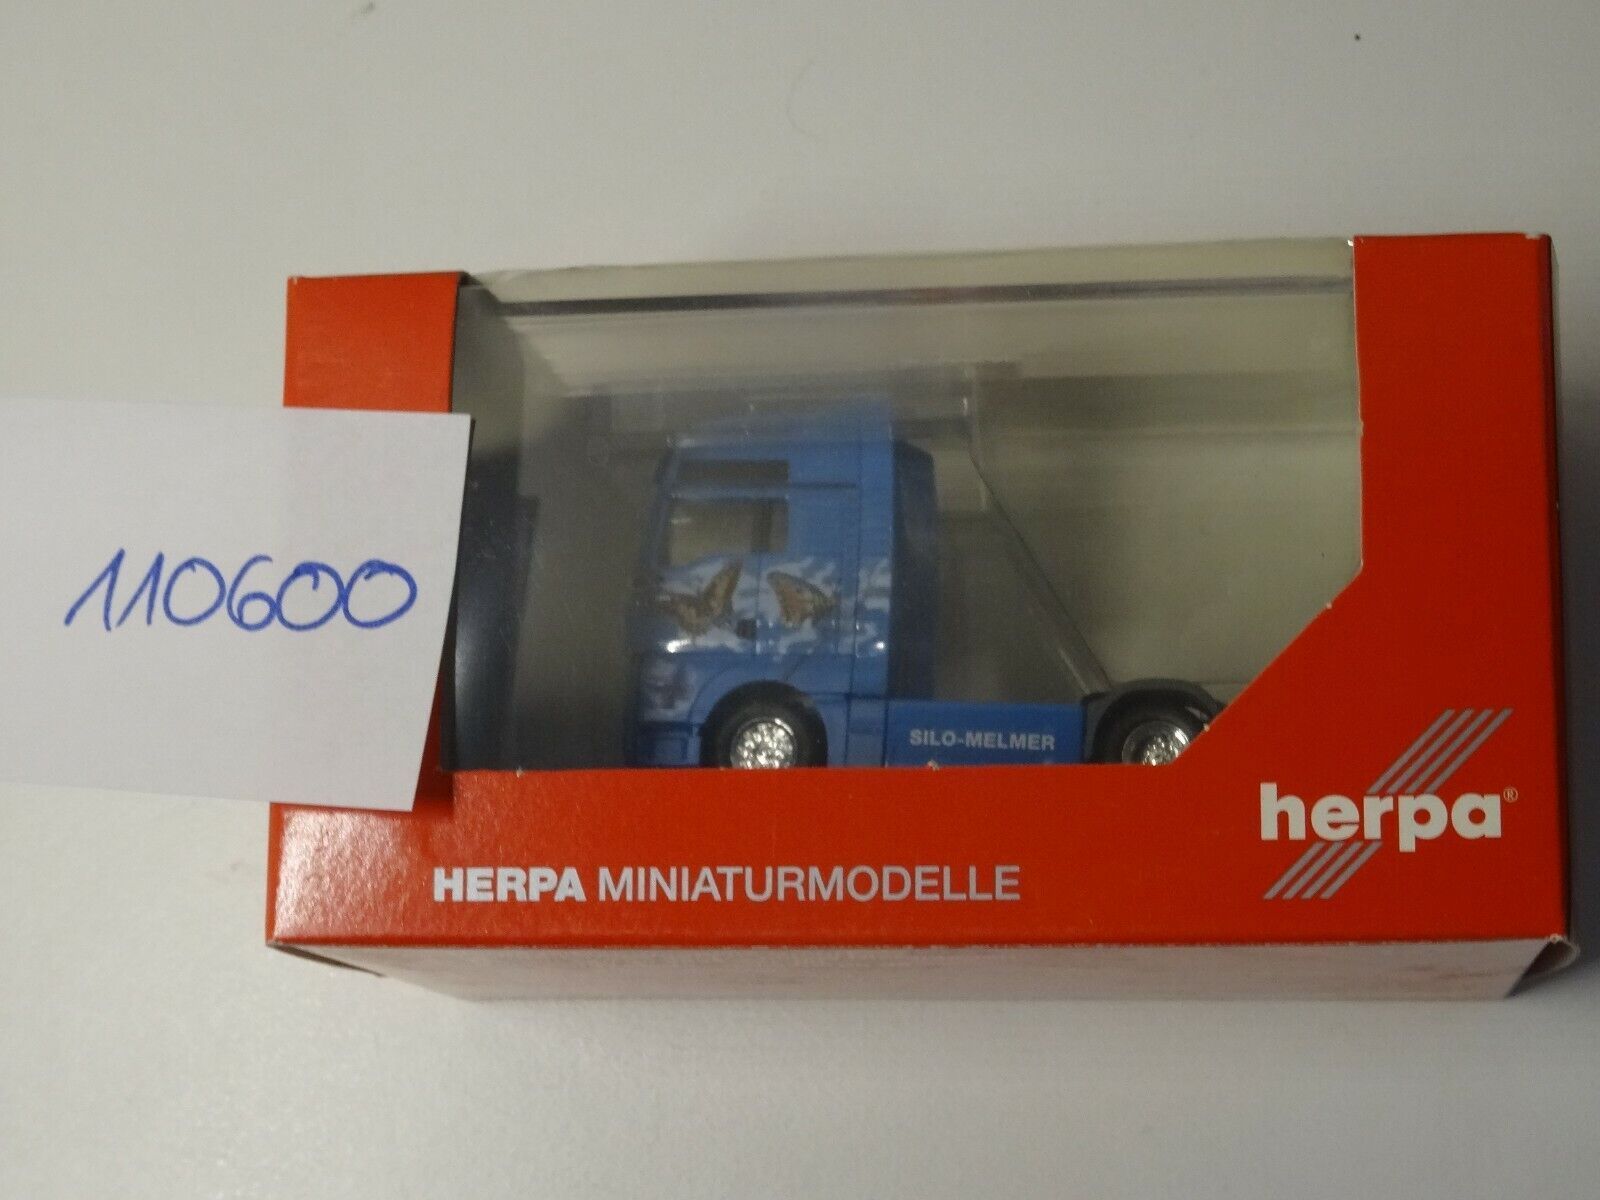 110600
SILO-MELMER
herpa®
HERPA MINIATURMODELLE